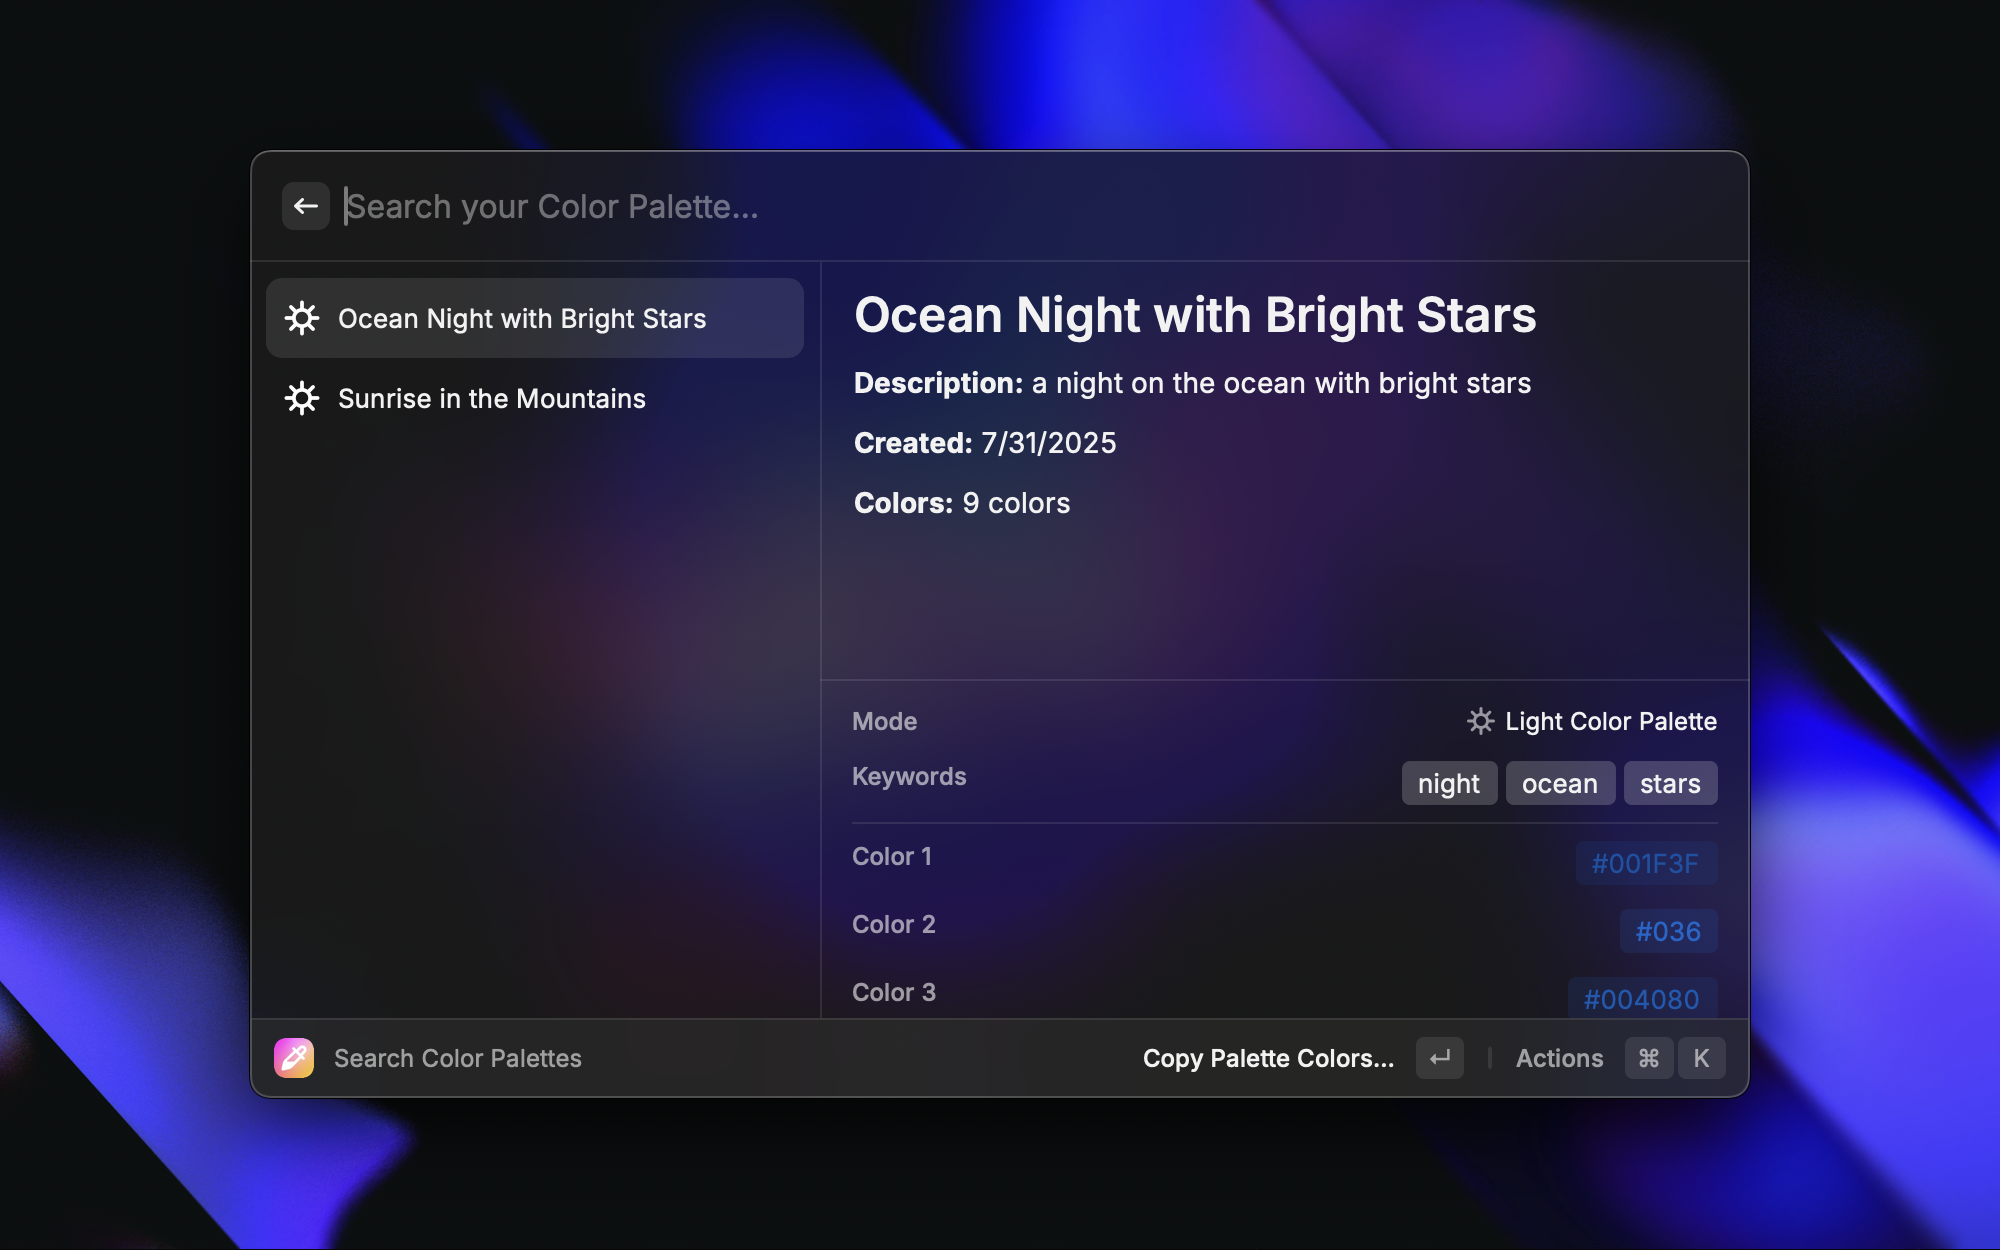 Search your Color Palette...
Ocean Night with Bright Stars
Sunrise in the Mountains
Ocean Night with Bright Stars
Description: a night on the ocean with bright stars
Created: 7/31/2025
Colors: 9 colors
Mode Light Color Palette
Keywords night ocean stars
Color 1 #001F3F
Color 2 #036
Color 3 #004080
Search Color Palettes Copy Palette Colors... ↵ Actions ⌘ K